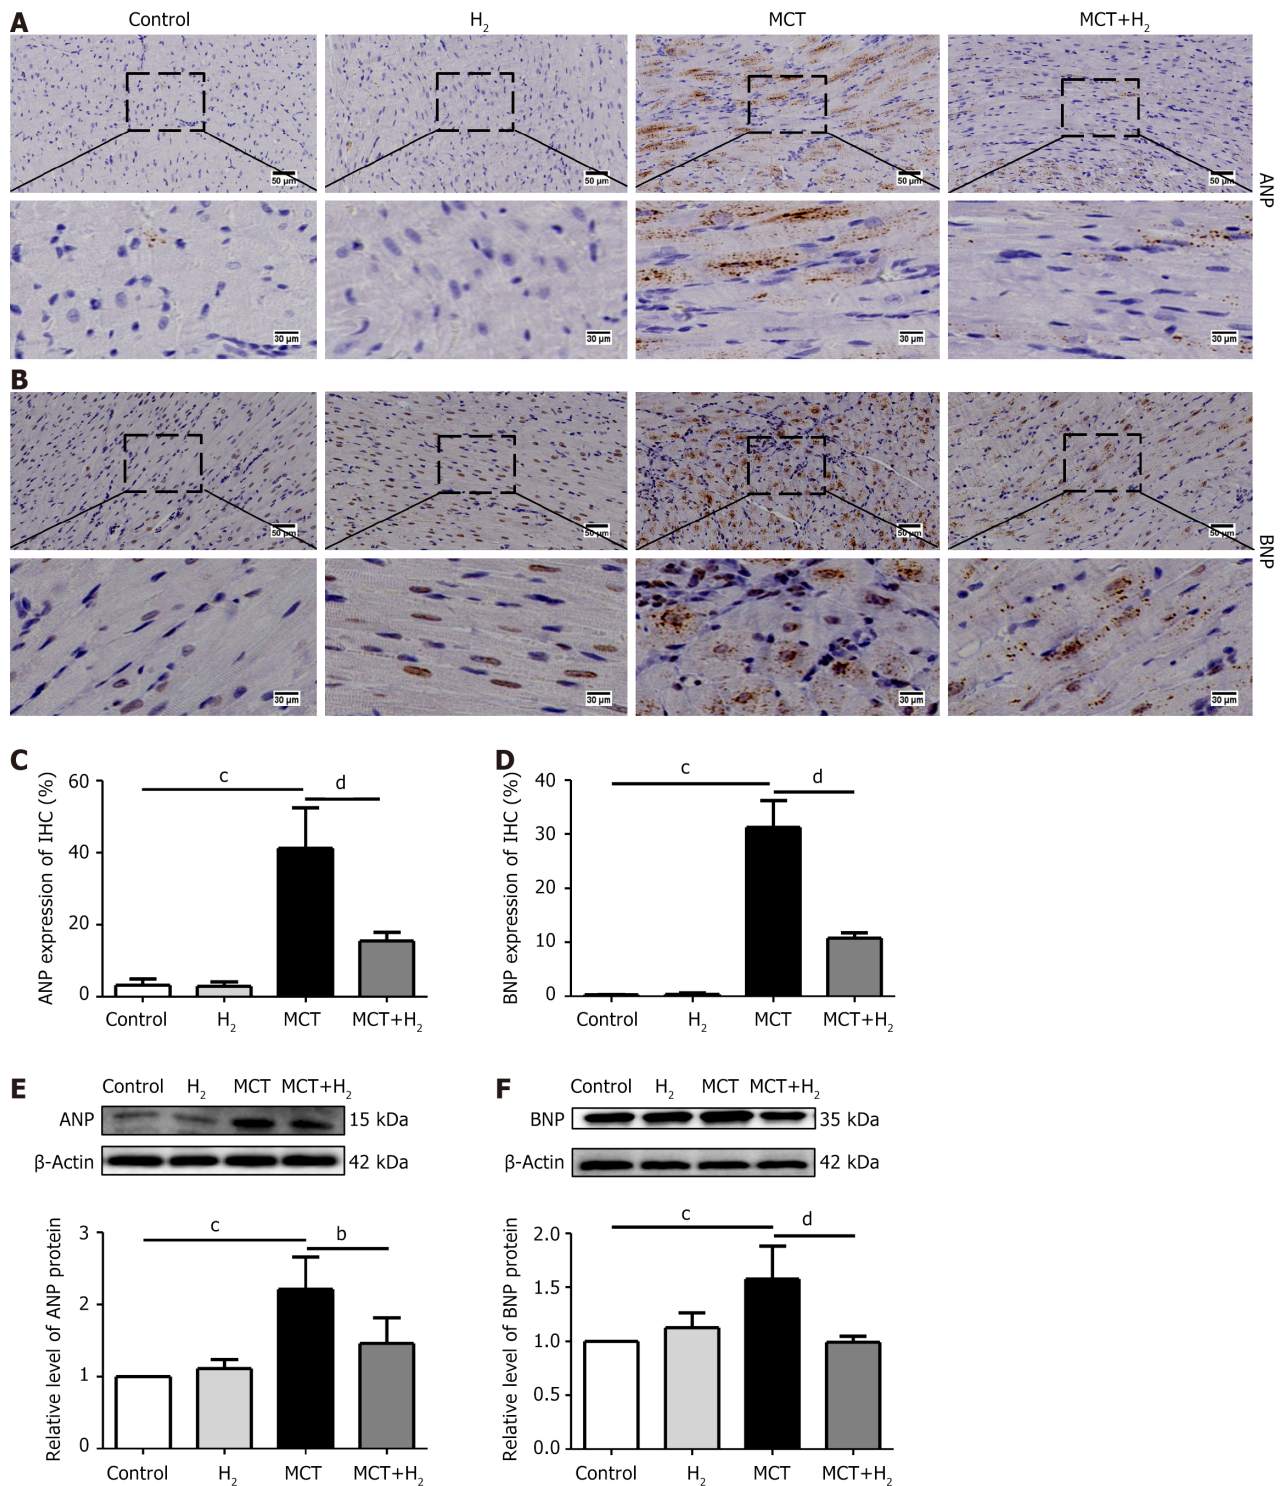 A
Control H2 MCT MCT+H2
50 μm 50 μm 50 μm 50 μm
ANP
30 μm 30 μm 30 μm 30 μm
B
50 μm 50 μm 50 μm 50 μm
BNP
30 μm 30 μm 30 μm 30 μm
C
ANP expression of IHC (%)
60
40
20
0
c
d
Control H2 MCT MCT+H2
D
BNP expression of IHC (%)
40
30
20
10
0
c
d
Control H2 MCT MCT+H2
E
Control H2 MCT MCT+H2
ANP 15 kDa
β-Actin 42 kDa
Relative level of ANP protein
3
2
1
0
c
b
Control H2 MCT MCT+H2
F
Control H2 MCT MCT+H2
BNP 35 kDa
β-Actin 42 kDa
Relative level of BNP protein
2.0
1.5
1.0
0.5
0.0
c
d
Control H2 MCT MCT+H2